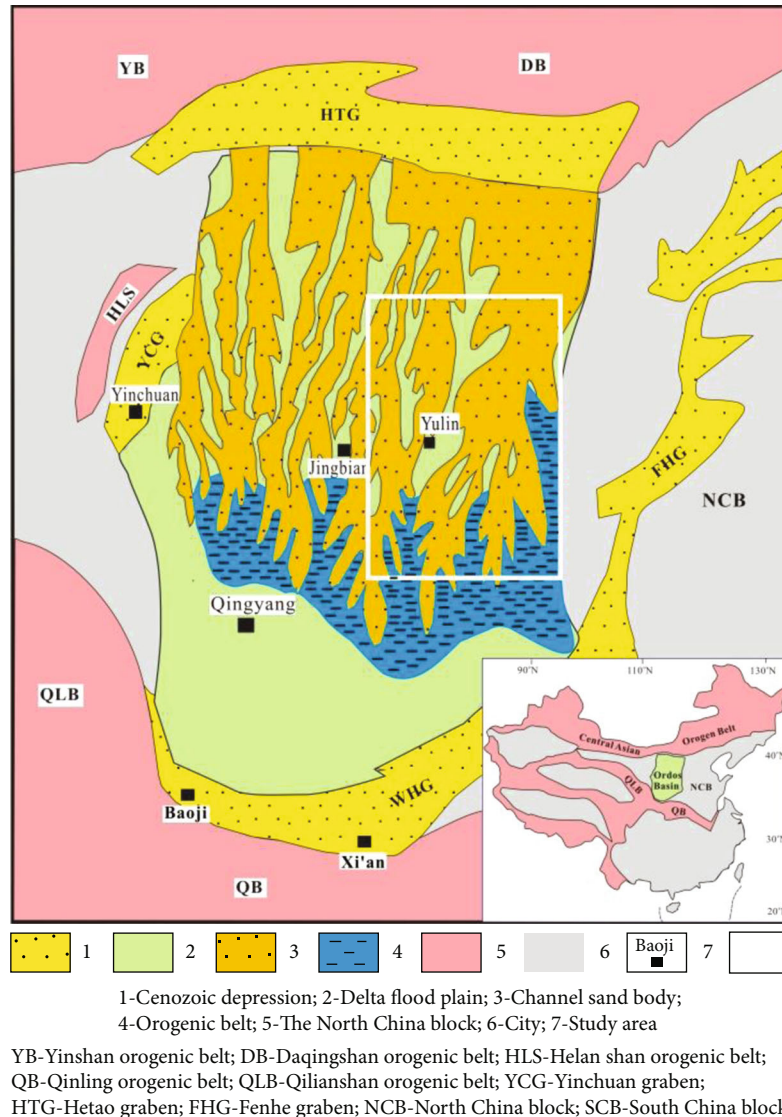 YB
DB
HTG
HLS
YCG
Yinchuan
Yulin
Jingbian
FHG
NCB
Qingyang
QLB
WHG
Baoji
Xi'an
QB
90°N
110°N
130°N
Central Asian Orogen Belt
40°N
QLB
Ordos
Basin
NCB
QB
30°N
20°N
1 2 3 4 5 6 Baoji 7
1-Cenozoic depression; 2-Delta flood plain; 3-Channel sand body;
4-Orogenic belt; 5-The North China block; 6-City; 7-Study area
YB-Yinshan orogenic belt; DB-Daqingshan orogenic belt; HLS-Helan shan orogenic belt;
QB-Qinling orogenic belt; QLB-Qilianshan orogenic belt; YCG-Yinchuan graben;
HTG-Hetao graben; FHG-Fenhe graben; NCB-North China block; SCB-South China block